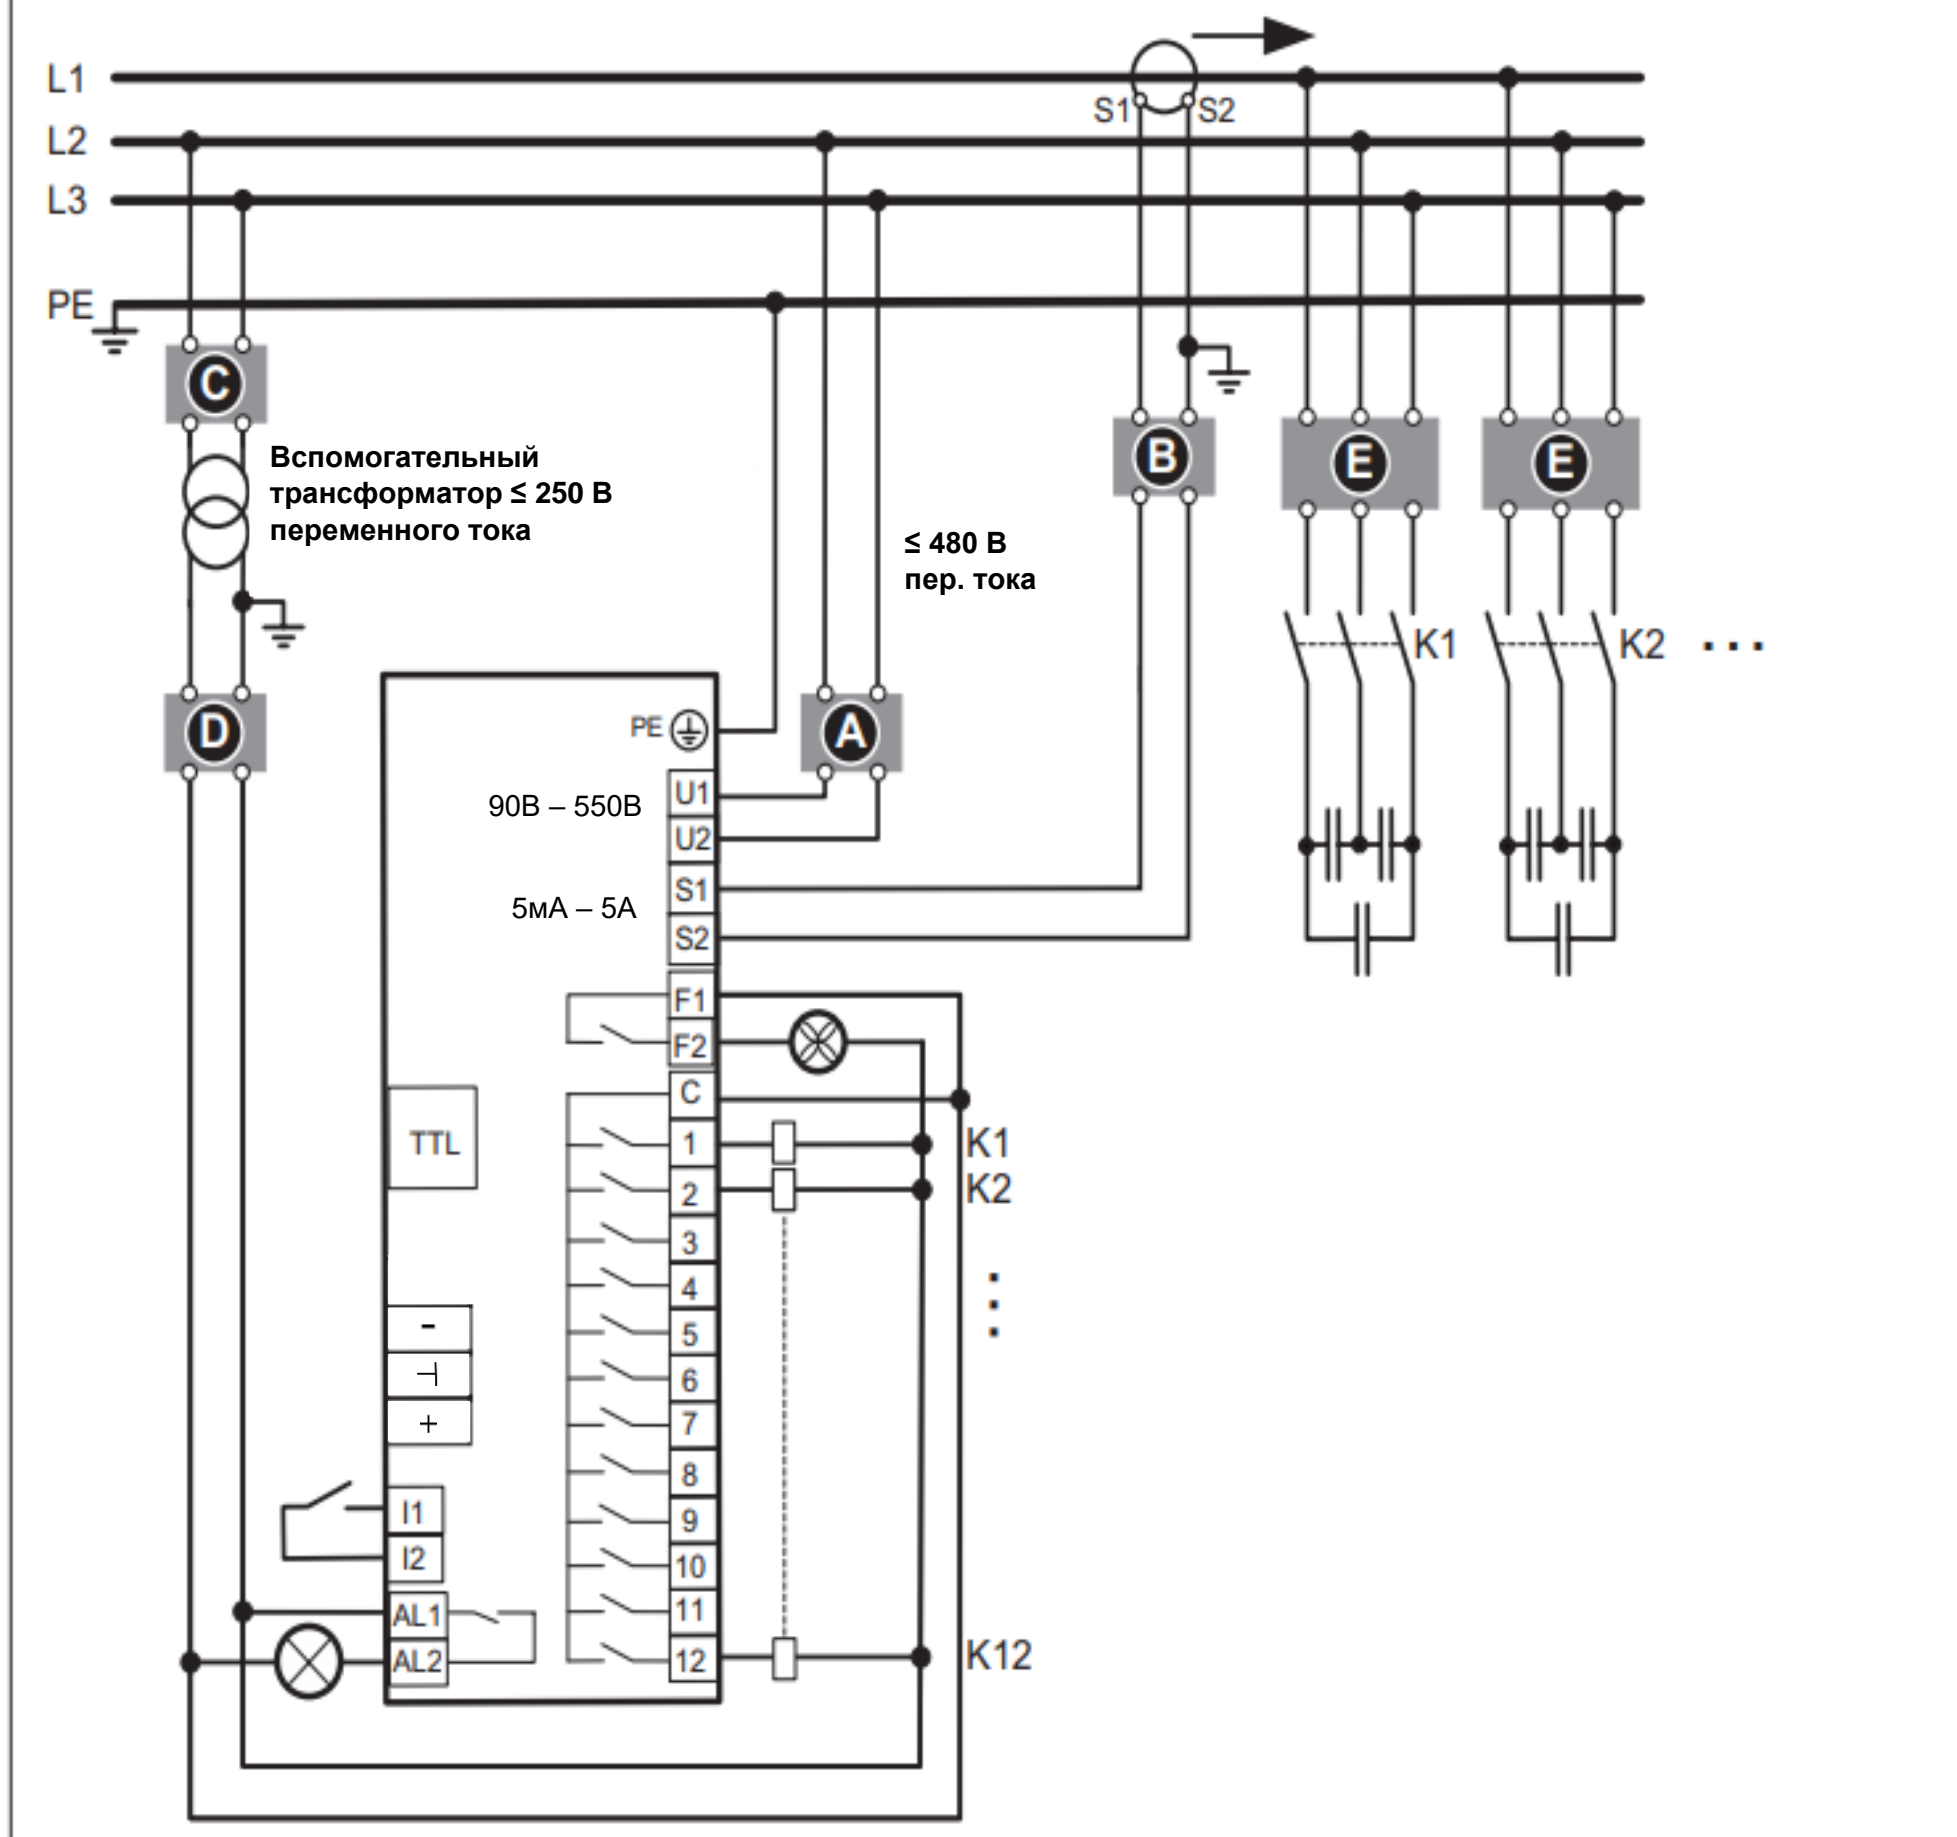 L1
S1
S2
L2
L3
PE
C
Вспомогательный
трансформатор ≤ 250 В
переменного тока
B
E
E
≤ 480 В
пер. тока
K1
K2
...
D
PE
A
90В – 550В
U1
U2
5мА – 5А
S1
S2
F1
F2
C
TTL
1
K1
2
K2
3
4
5
6
7
8
9
10
11
12
K12
-
⊣
+
I1
I2
AL1
AL2